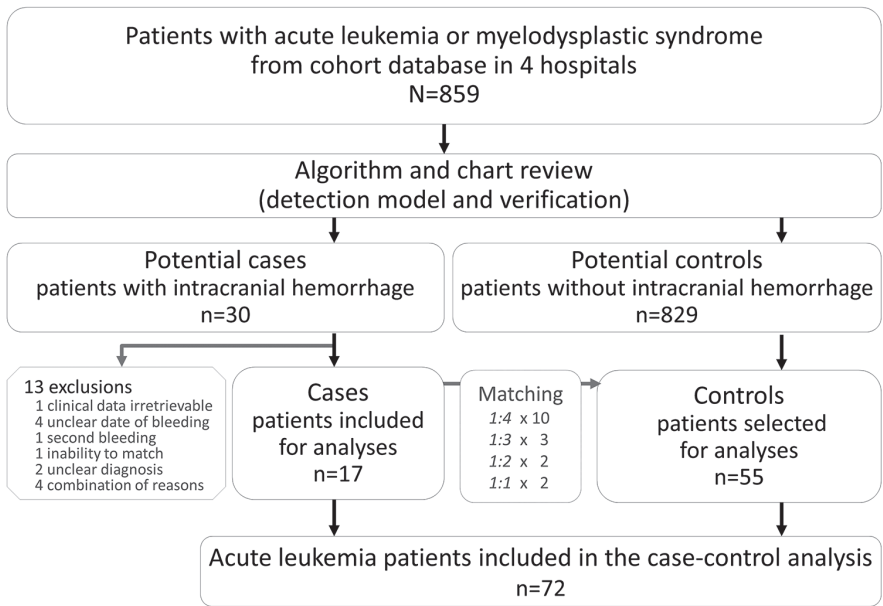 Patients with acute leukemia or myelodysplastic syndrome
from cohort database in 4 hospitals
N=859
Algorithm and chart review
(detection model and verification)
Potential cases
patients with intracranial hemorrhage
n=30
Potential controls
patients without intracranial hemorrhage
n=829
13 exclusions
1 clinical data irretrievable
4 unclear date of bleeding
1 second bleeding
1 inability to match
2 unclear diagnosis
4 combination of reasons
Cases
patients included
for analyses
n=17
Matching
1:4 x 10
1:3 x 3
1:2 x 2
1:1 x 2
Controls
patients selected
for analyses
n=55
Acute leukemia patients included in the case-control analysis
n=72